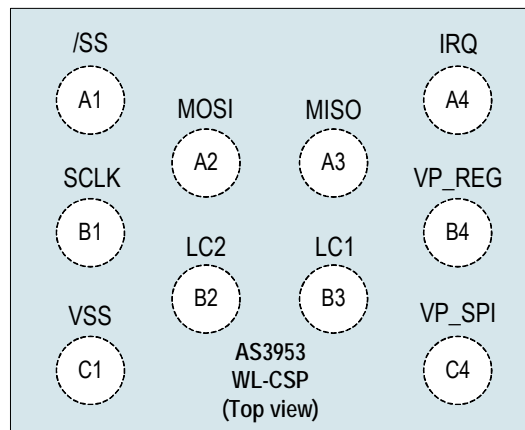 /SS IRQ
A1 A4
MOSI MISO
A2 A3
SCLK VP_REG
B1 B4
LC2 LC1
B2 B3
VSS VP_SPI
C1 C4
AS3953
WL-CSP
(Top view)